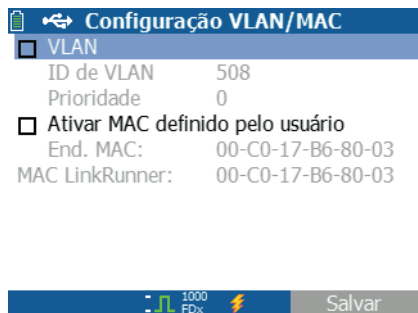 Configuração VLAN/MAC
VLAN
ID de VLAN 508
Prioridade 0
Ativar MAC definido pelo usuário
End. MAC: 00-C0-17-B6-80-03
MAC LinkRunner: 00-C0-17-B6-80-03
1000
FDx
Salvar